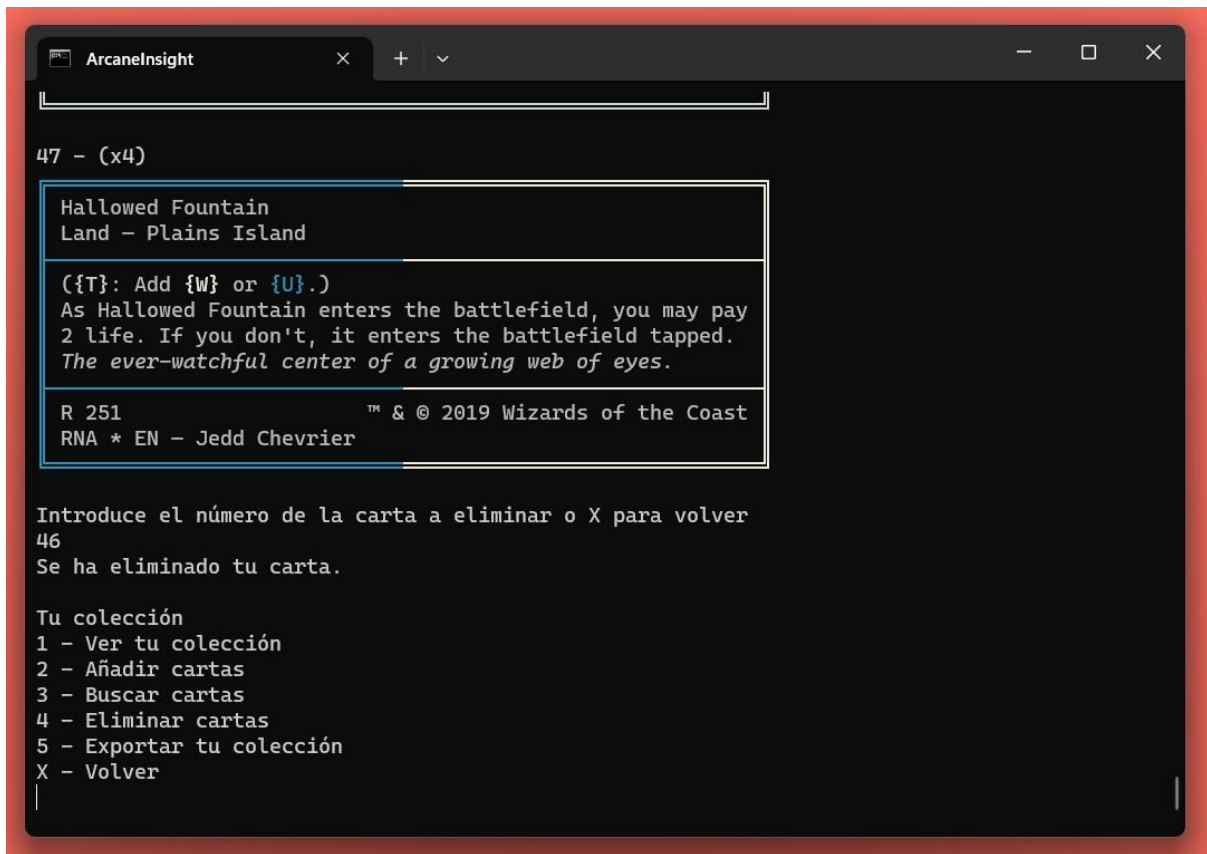 ArcaneInsight
47 – (x4)
Hallowed Fountain
Land — Plains Island
({T}: Add {W} or {U}.)
As Hallowed Fountain enters the battlefield, you may pay
2 life. If you don't, it enters the battlefield tapped.
The ever-watchful center of a growing web of eyes.
R 251 ™ & © 2019 Wizards of the Coast
RNA * EN — Jedd Chevrier
Introduce el número de la carta a eliminar o X para volver
46
Se ha eliminado tu carta.
Tu colección
1 – Ver tu colección
2 – Añadir cartas
3 – Buscar cartas
4 – Eliminar cartas
5 – Exportar tu colección
X – Volver